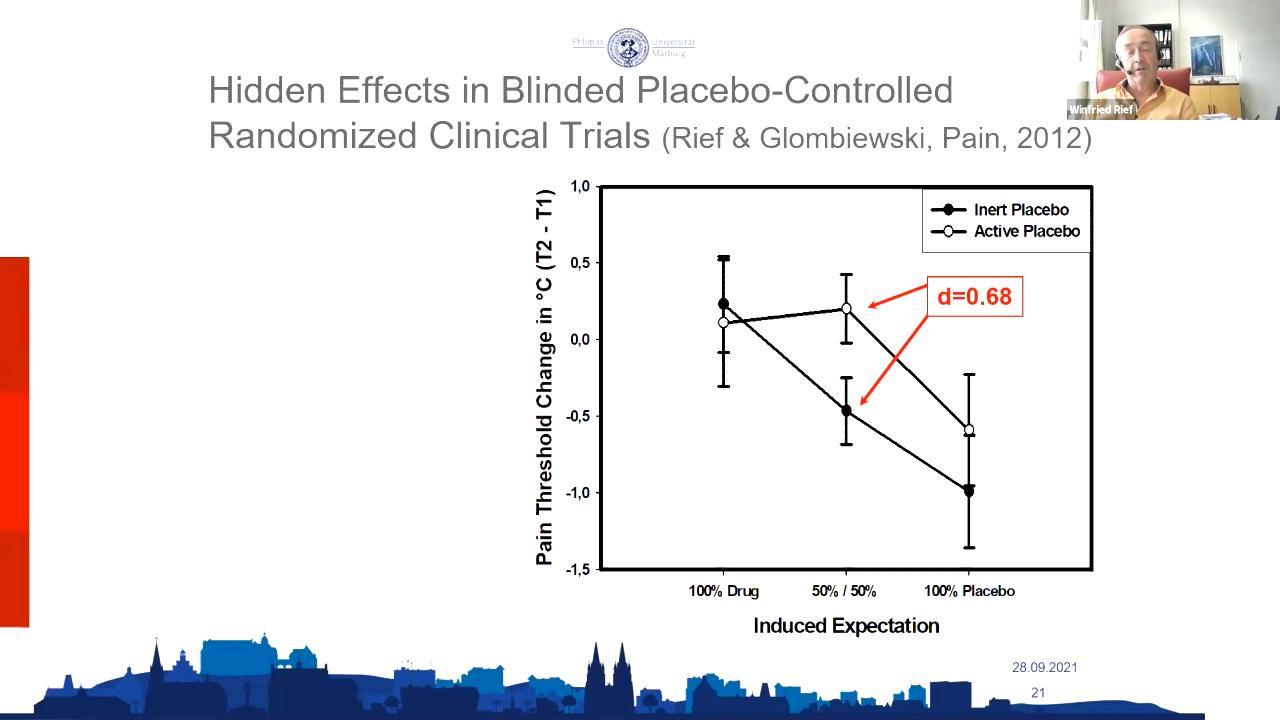 Philipps Universität
Marburg
Winfried Rief
Hidden Effects in Blinded Placebo-Controlled
Randomized Clinical Trials (Rief & Glombiewski, Pain, 2012)
Pain Threshold Change in °C (T2 - T1)
1,0
0,5
0,0
-0,5
-1,0
-1,5
Inert Placebo
Active Placebo
d=0.68
100% Drug 50% / 50% 100% Placebo
Induced Expectation
28.09.2021
21